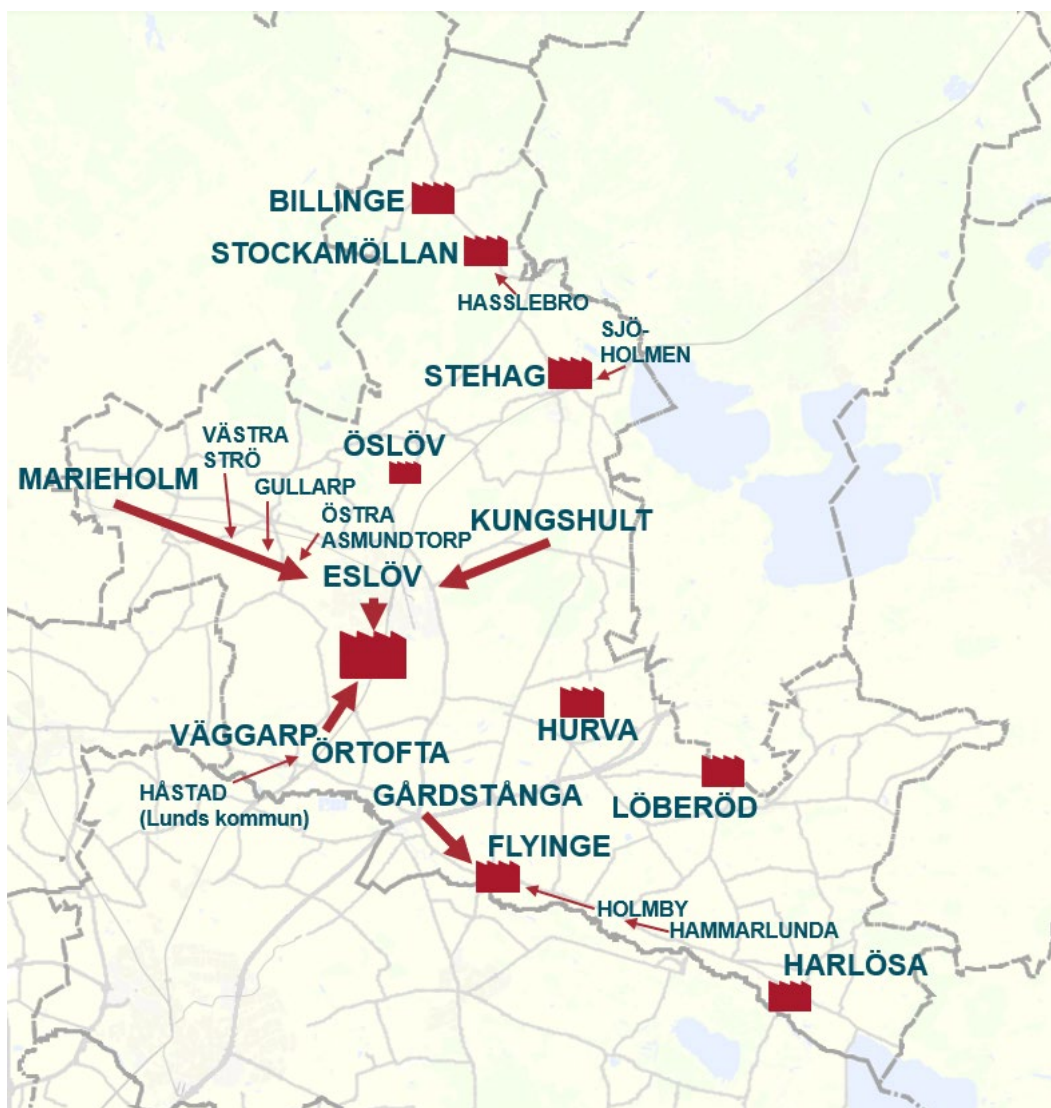 BILLINGE
STOCKAMÖLLAN
HASSLEBRO
SJÖ-
HOLMEN
STEHAG
VÄSTRA
STRÖ
ÖSLÖV
MARIEHOLM
GULLARP
ÖSTRA
ASMUNDTORP
KUNGSHULT
ESLÖV
VÄGGARP
ÖRTOFTA
HURVA
HÅSTAD
(Lunds kommun)
GÅRDSTÅNGA
LÖBERÖD
FLYINGE
HOLMBY
HAMMARLUNDA
HARLÖSA